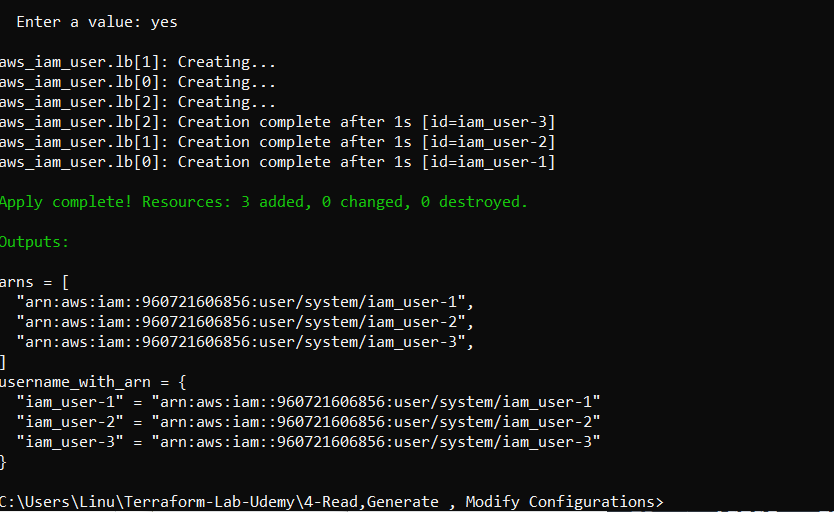 Enter a value: yes
aws_iam_user.lb[1]: Creating...
aws_iam_user.lb[0]: Creating...
aws_iam_user.lb[2]: Creating...
aws_iam_user.lb[2]: Creation complete after 1s [id=iam_user-3]
aws_iam_user.lb[1]: Creation complete after 1s [id=iam_user-2]
aws_iam_user.lb[0]: Creation complete after 1s [id=iam_user-1]
Apply complete! Resources: 3 added, 0 changed, 0 destroyed.
Outputs:
arns = [
"arn:aws:iam::960721606856:user/system/iam_user-1",
"arn:aws:iam::960721606856:user/system/iam_user-2",
"arn:aws:iam::960721606856:user/system/iam_user-3",
]
username_with_arn = {
"iam_user-1" = "arn:aws:iam::960721606856:user/system/iam_user-1"
"iam_user-2" = "arn:aws:iam::960721606856:user/system/iam_user-2"
"iam_user-3" = "arn:aws:iam::960721606856:user/system/iam_user-3"
}
C:\Users\Linu\Terraform-Lab-Udemy\4-Read,Generate , Modify Configurations>